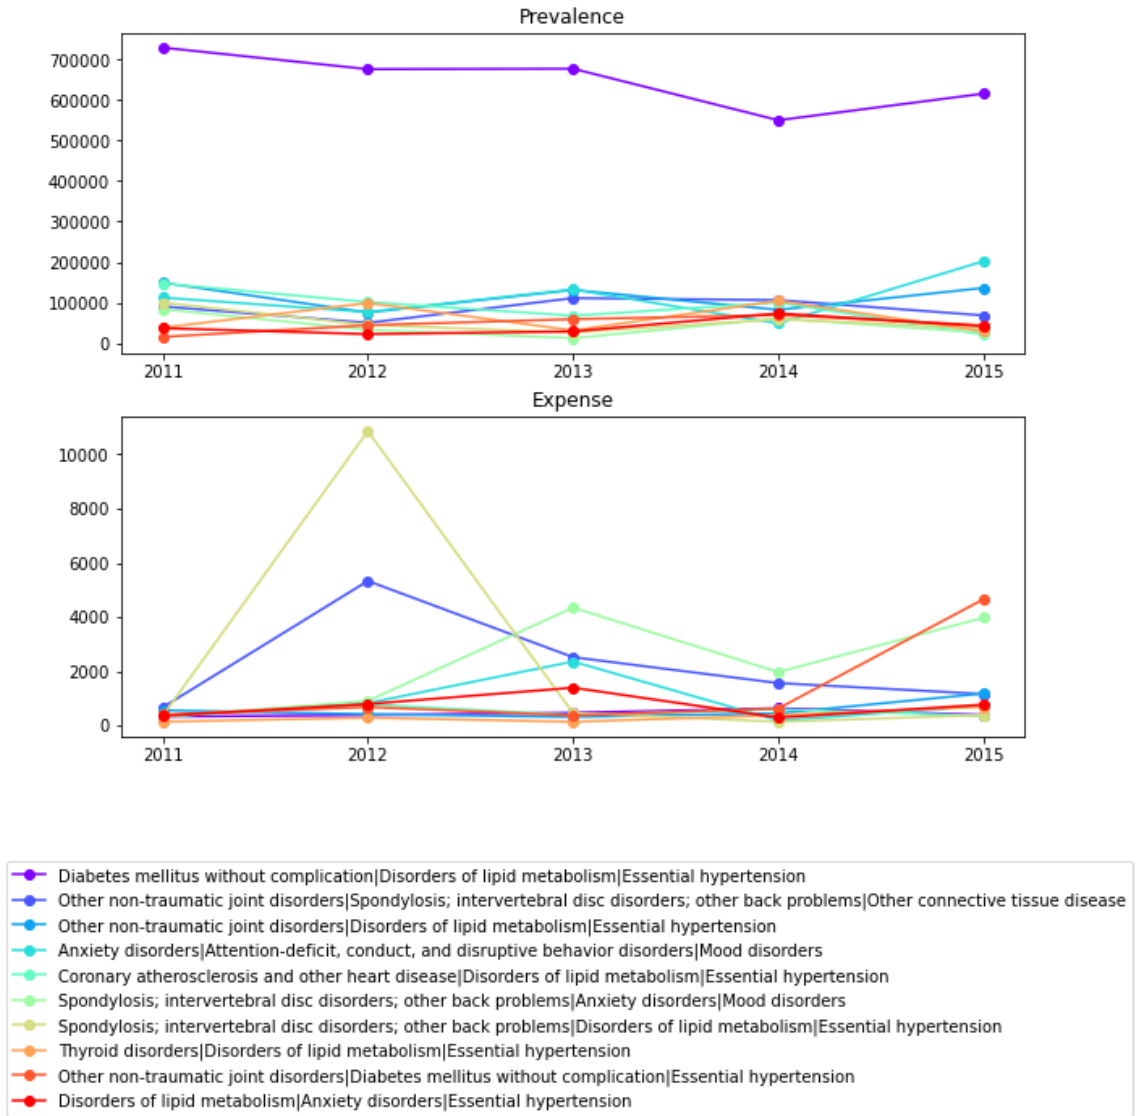 Prevalence
700000
600000
500000
400000
300000
200000
100000
0
2011 2012 2013 2014 2015
Expense
10000
8000
6000
4000
2000
0
2011 2012 2013 2014 2015
Diabetes mellitus without complication|Disorders of lipid metabolism|Essential hypertension
Other non-traumatic joint disorders|Spondylosis; intervertebral disc disorders; other back problems|Other connective tissue disease
Other non-traumatic joint disorders|Disorders of lipid metabolism|Essential hypertension
Anxiety disorders|Attention-deficit, conduct, and disruptive behavior disorders|Mood disorders
Coronary atherosclerosis and other heart disease|Disorders of lipid metabolism|Essential hypertension
Spondylosis; intervertebral disc disorders; other back problems|Anxiety disorders|Mood disorders
Spondylosis; intervertebral disc disorders; other back problems|Disorders of lipid metabolism|Essential hypertension
Thyroid disorders|Disorders of lipid metabolism|Essential hypertension
Other non-traumatic joint disorders|Diabetes mellitus without complication|Essential hypertension
Disorders of lipid metabolism|Anxiety disorders|Essential hypertension